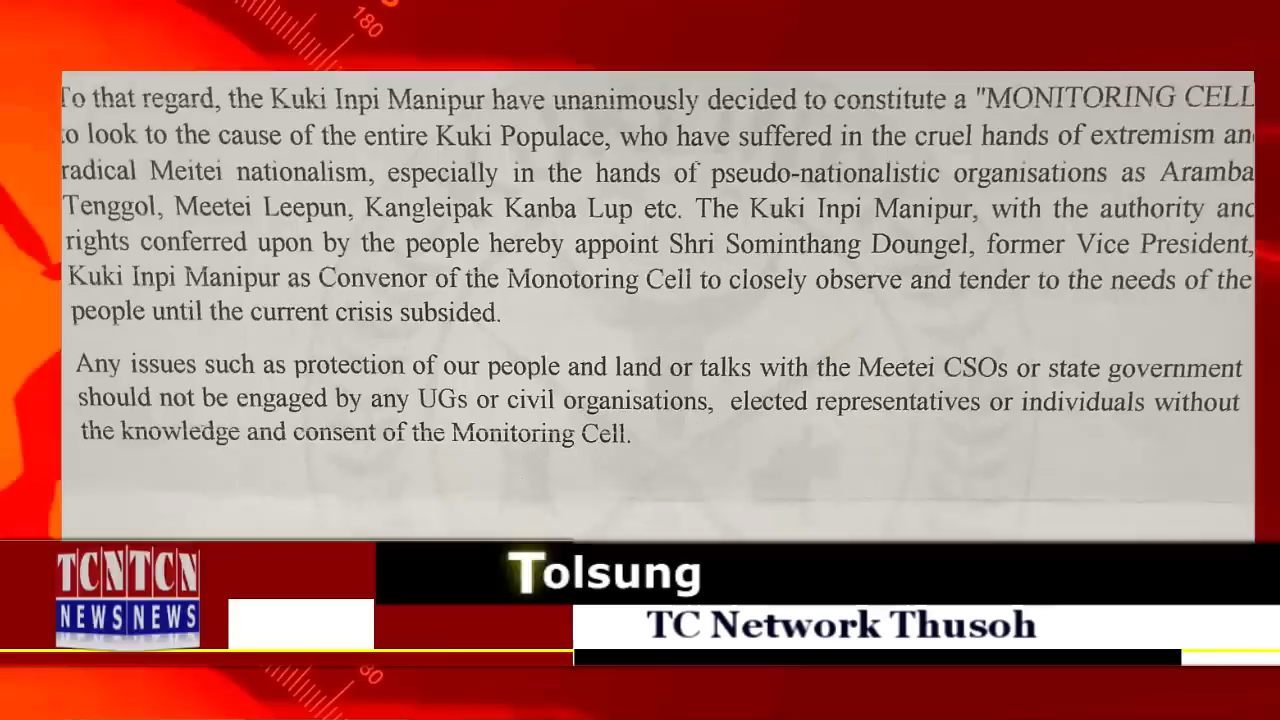 180
To that regard, the Kuki Inpi Manipur have unanimously decided to constitute a "MONITORING CELL
to look to the cause of the entire Kuki Populace, who have suffered in the cruel hands of extremism an
radical Meitei nationalism, especially in the hands of pseudo-nationalistic organisations as Aramba
Tenggol, Meetei Leepun, Kangleipak Kanba Lup etc. The Kuki Inpi Manipur, with the authority and
rights conferred upon by the people hereby appoint Shri Sominthang Doungel, former Vice President,
Kuki Inpi Manipur as Convenor of the Monotoring Cell to closely observe and tender to the needs of the
people until the current crisis subsided.
Any issues such as protection of our people and land or talks with the Meetei CSOs or state government
should not be engaged by any UGs or civil organisations, elected representatives or individuals without
the knowledge and consent of the Monitoring Cell.
TCNTCN
NEWSNEWS
Tolsung
TC Network Thusoh